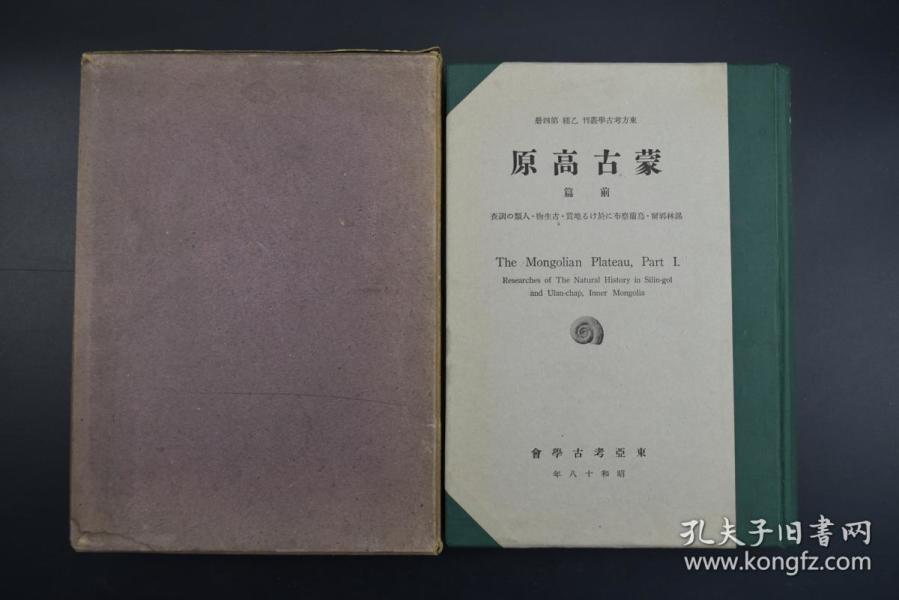 東方考古學叢刊 乙種 第四册
蒙古高原
前篇
錫林郭爾・烏蘭察布に於ける地質・古生物・人類の調査
The Mongolian Plateau, Part I.
Researches of The Natural History in Silin-gol
and Ulan-chap, Inner Mongolia
東亞考古學會
昭和十八年
孔夫子旧书网
www.kongfz.com